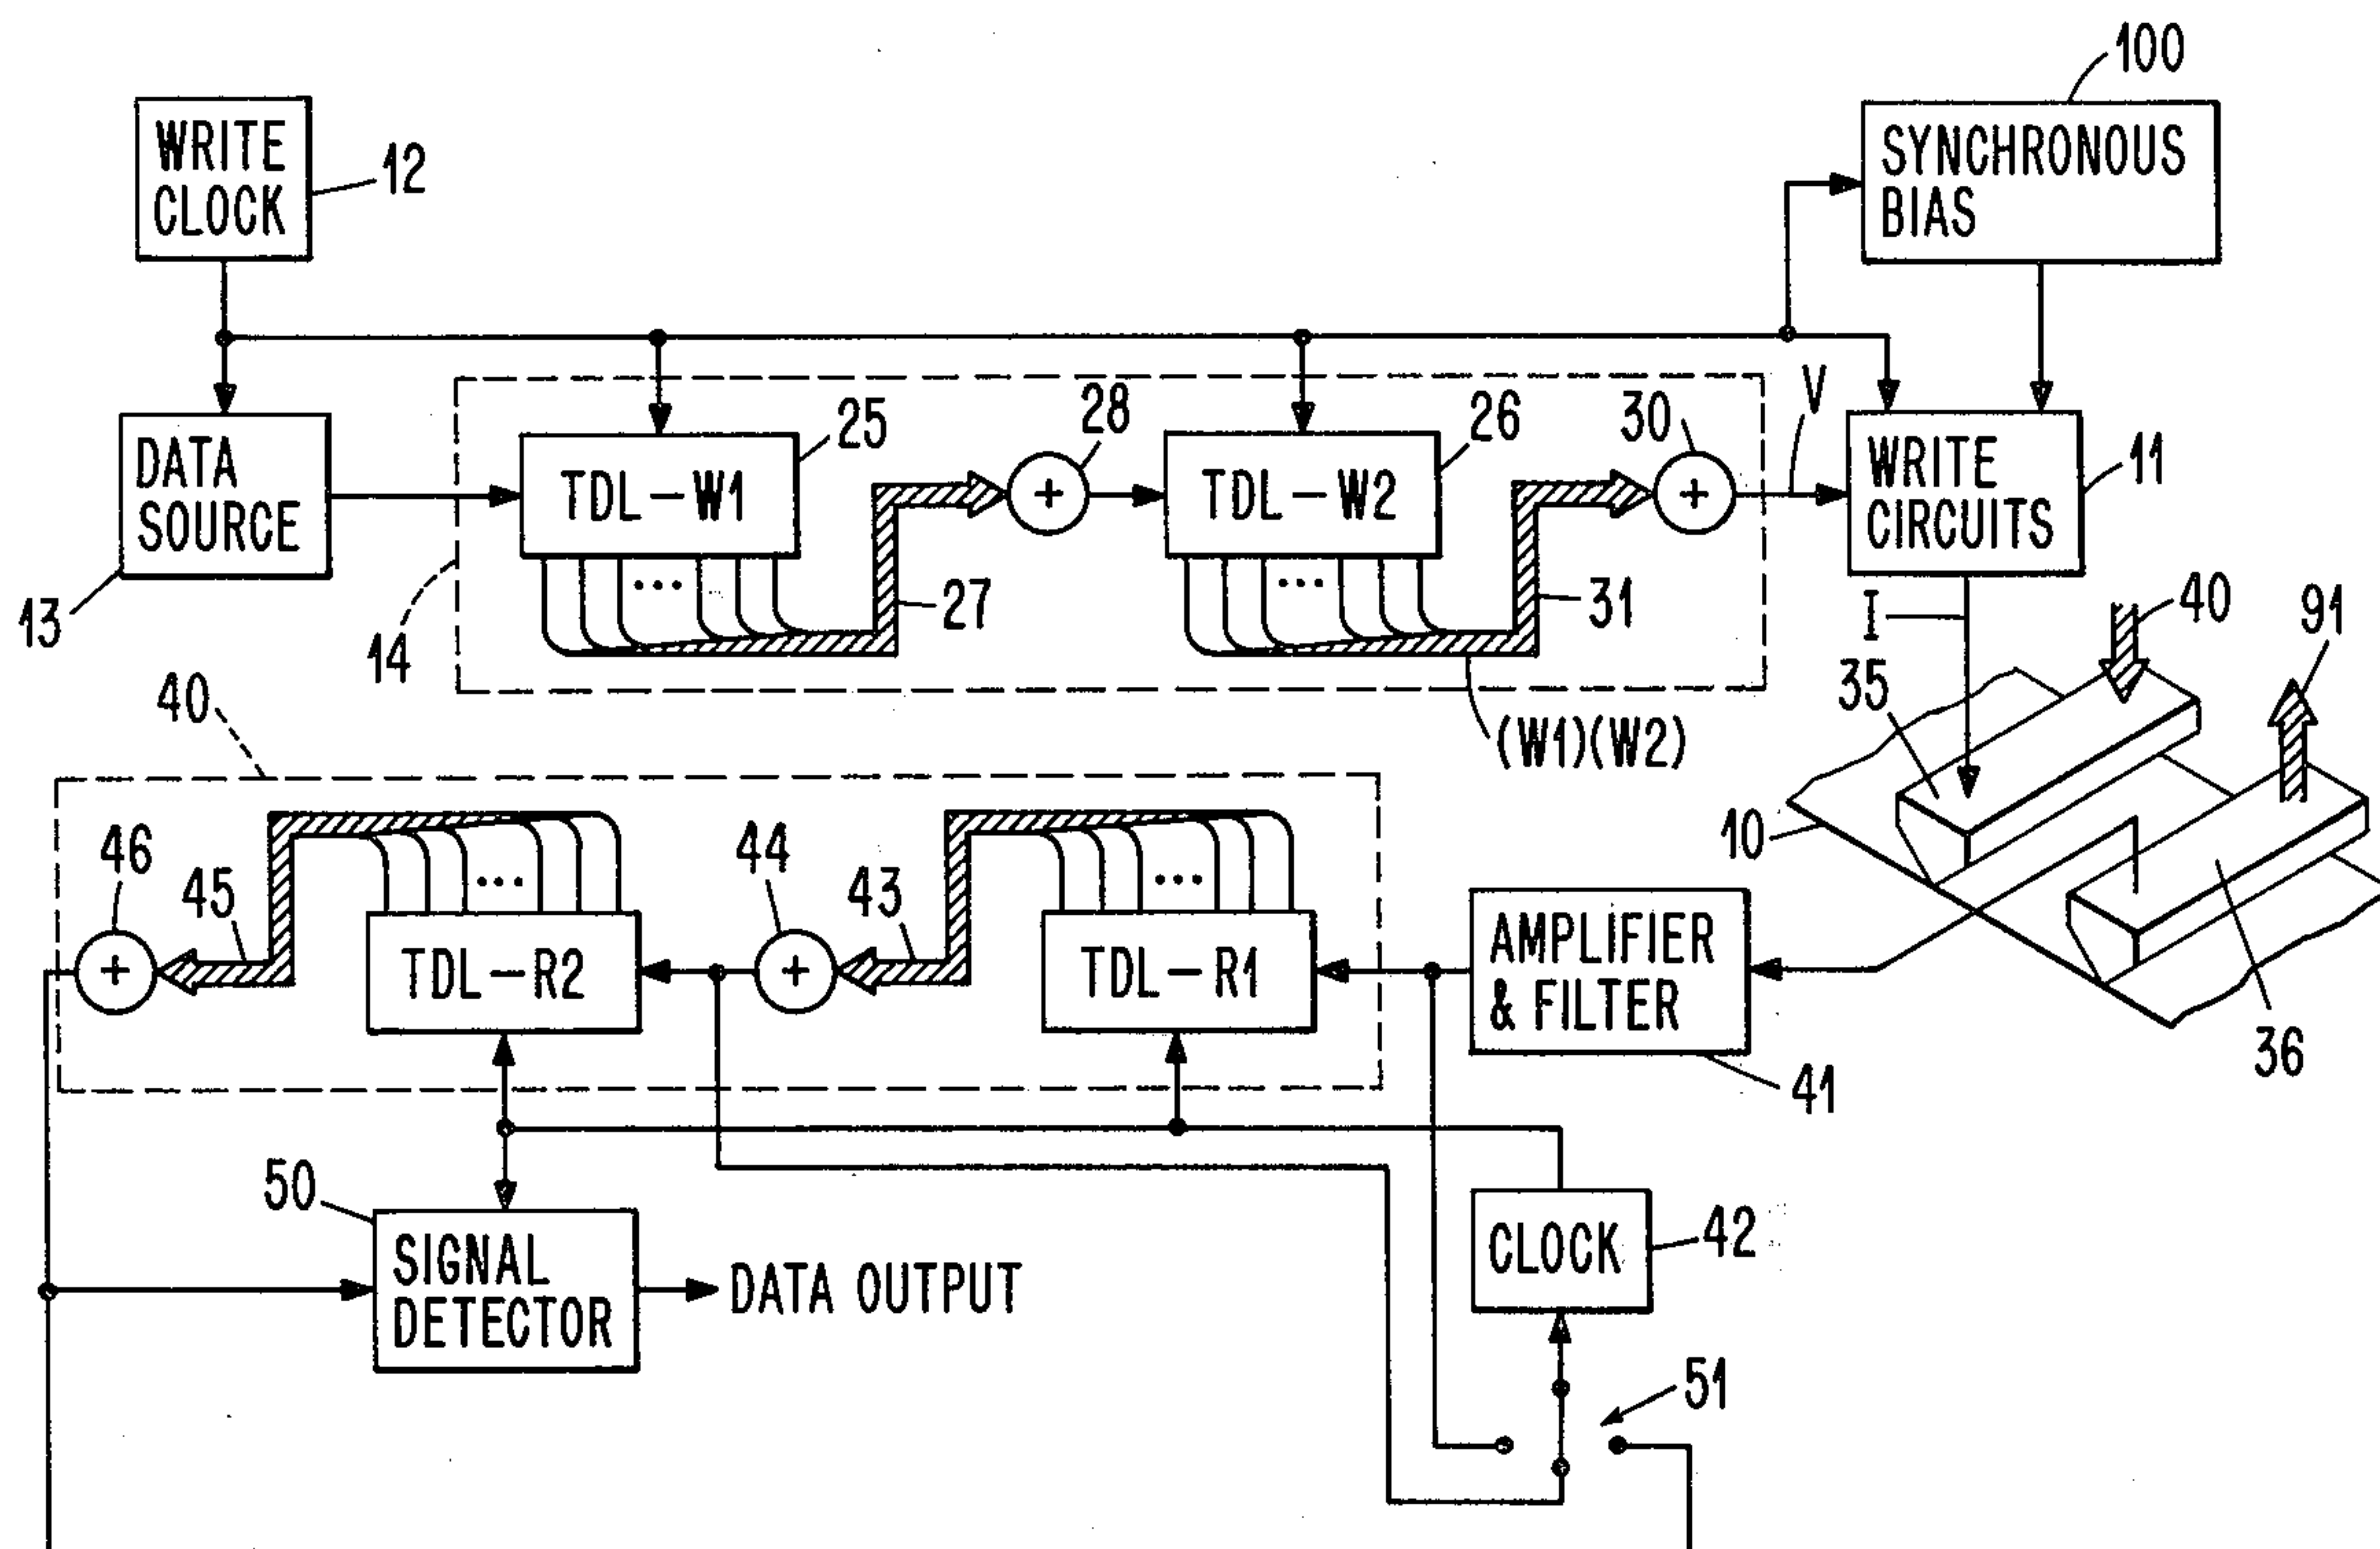 100
WRITE
CLOCK
12
SYNCHRONOUS
BIAS
DATA
SOURCE
13
14
TDL-W1
25
27
28
+
TDL-W2
26
31
30
+
V
(W1)(W2)
WRITE
CIRCUITS
11
I
35
40
91
10
36
40
46
+
45
TDL-R2
44
+
43
TDL-R1
AMPLIFIER
& FILTER
41
50
SIGNAL
DETECTOR
DATA OUTPUT
CLOCK
42
51